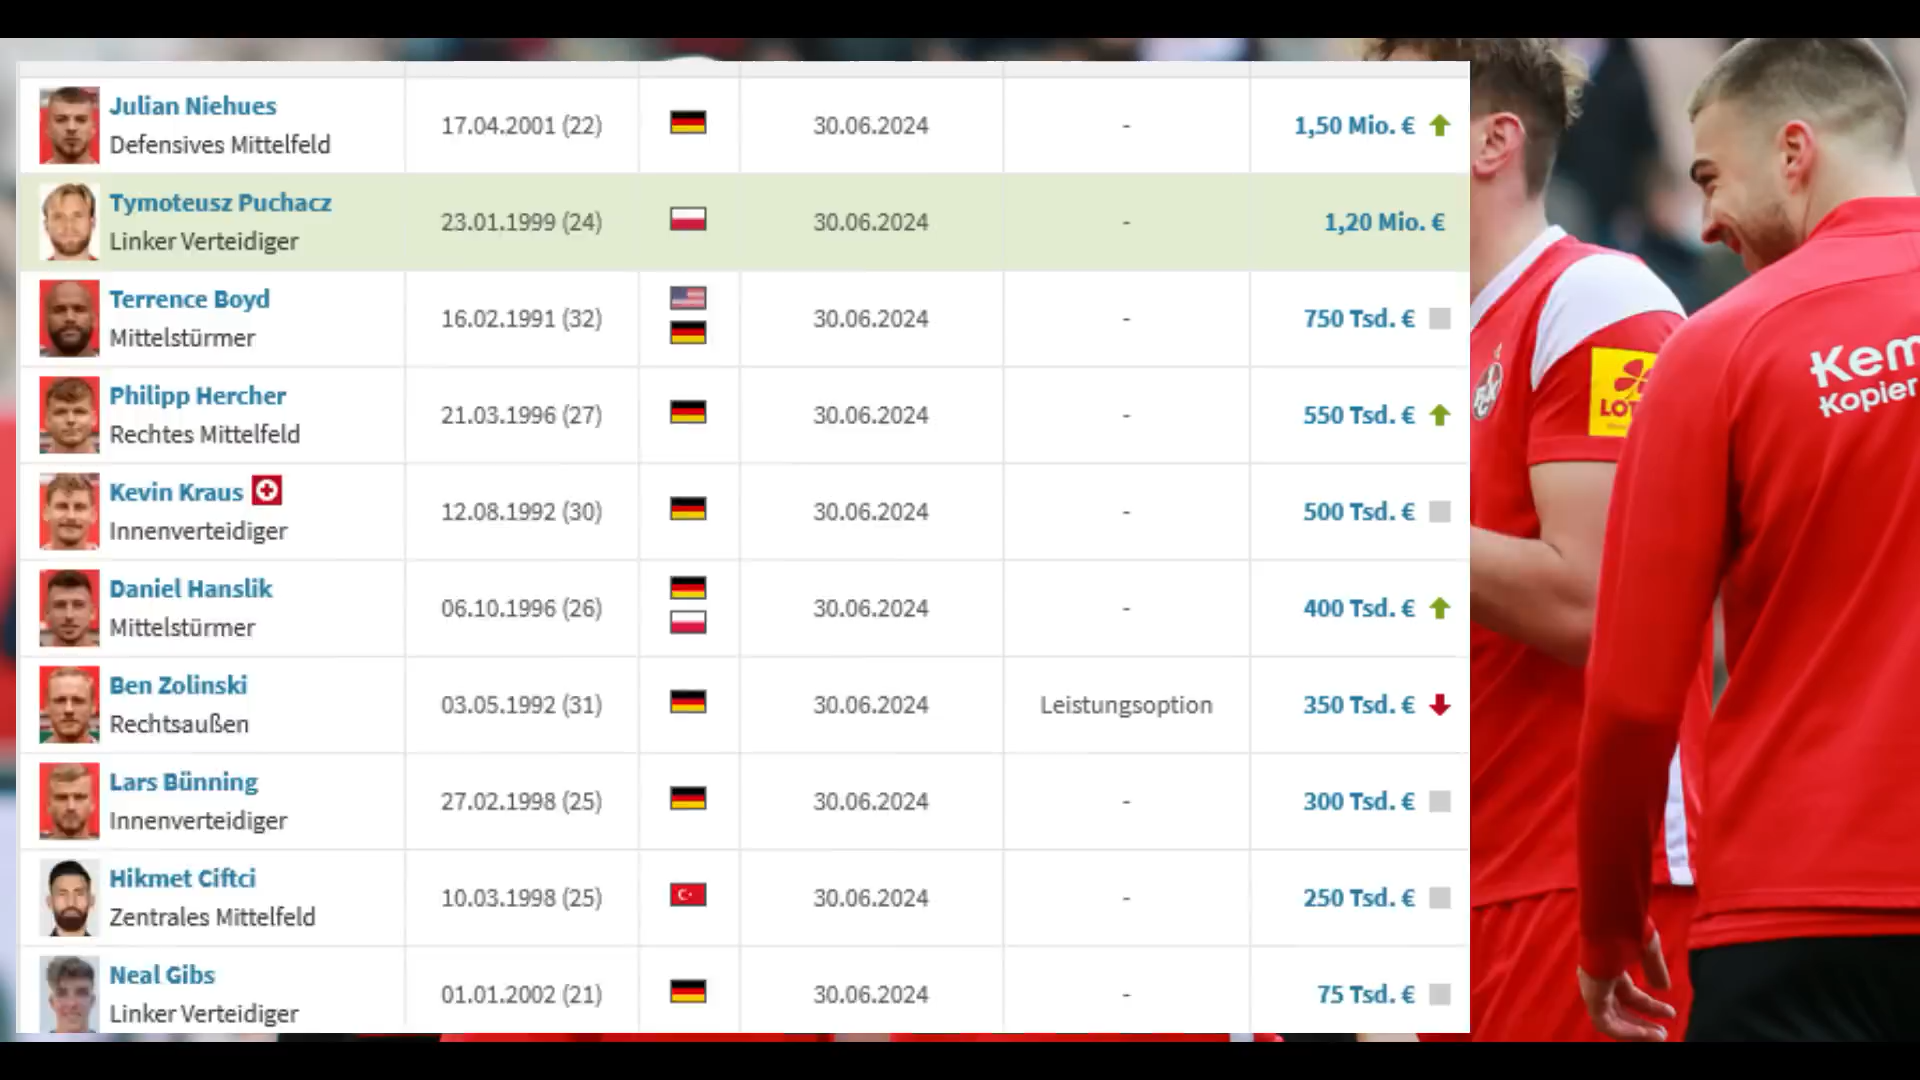 Julian Niehues
Defensives Mittelfeld
17.04.2001 (22)
30.06.2024
-
1,50 Mio. €
Tymoteusz Puchacz
Linker Verteidiger
23.01.1999 (24)
30.06.2024
-
1,20 Mio. €
Terrence Boyd
Mittelstürmer
16.02.1991 (32)
30.06.2024
-
750 Tsd. €
Philipp Hercher
Rechtes Mittelfeld
21.03.1996 (27)
30.06.2024
-
550 Tsd. €
Kevin Kraus
Innenverteidiger
12.08.1992 (30)
30.06.2024
-
500 Tsd. €
Daniel Hanslik
Mittelstürmer
06.10.1996 (26)
30.06.2024
-
400 Tsd. €
Ben Zolinski
Rechtsaußen
03.05.1992 (31)
30.06.2024
Leistungsoption
350 Tsd. €
Lars Bünning
Innenverteidiger
27.02.1998 (25)
30.06.2024
-
300 Tsd. €
Hikmet Ciftci
Zentrales Mittelfeld
10.03.1998 (25)
30.06.2024
-
250 Tsd. €
Neal Gibs
Linker Verteidiger
01.01.2002 (21)
30.06.2024
-
75 Tsd. €
Kem
Kopier
FCK
LOT